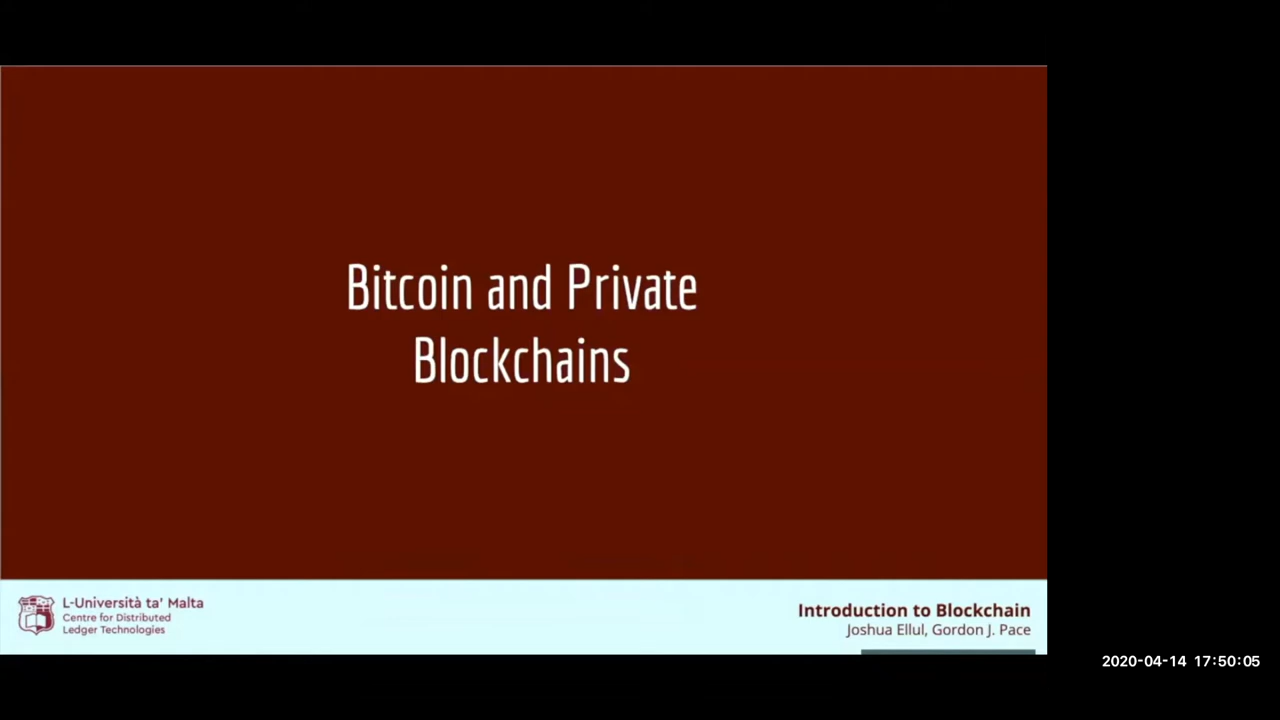 Bitcoin and Private
Blockchains
L-Università ta' Malta
Centre for Distributed
Ledger Technologies
Introduction to Blockchain
Joshua Ellul, Gordon J. Pace
2020-04-14 17:50:05